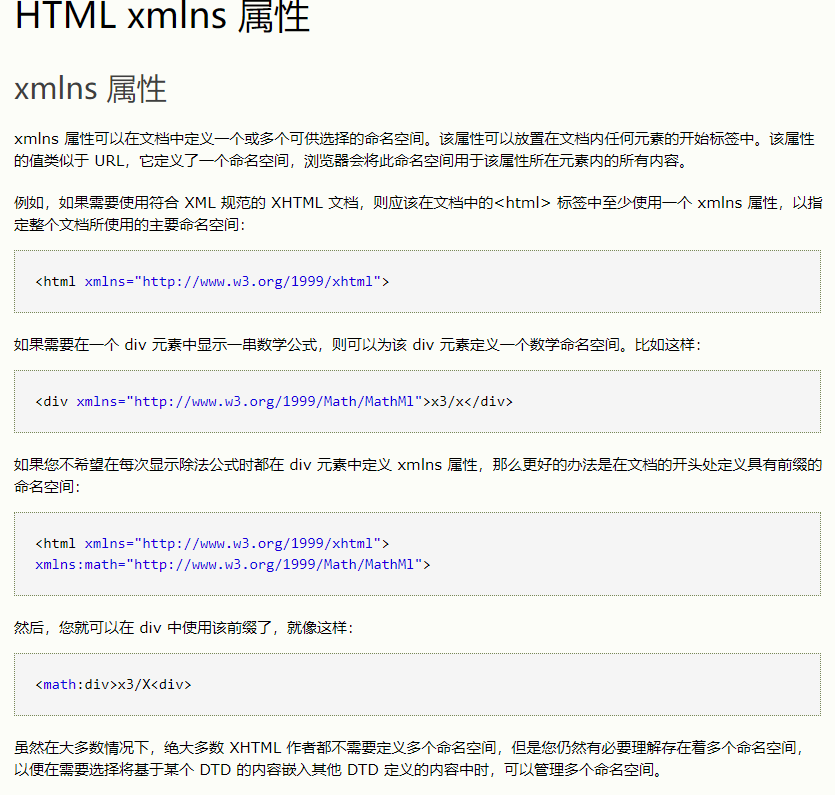 HTML xmlns 属性
xmlns 属性
xmlns 属性可以在文档中定义一个或多个可供选择的命名空间。该属性可以放置在文档内任何元素的开始标签中。该属性
的值类似于 URL，它定义了一个命名空间，浏览器会将此命名空间用于该属性所在元素内的所有内容。
例如，如果需要使用符合 XML 规范的 XHTML 文档，则应该在文档中的<html> 标签中至少使用一个 xmlns 属性，以指
定整个文档所使用的主要命名空间：
<html xmlns="http://www.w3.org/1999/xhtml">
如果需要在一个 div 元素中显示一串数学公式，则可以为该 div 元素定义一个数学命名空间。比如这样：
<div xmlns="http://www.w3.org/1999/Math/MathMl">x3/x</div>
如果您不希望在每次显示除法公式时都在 div 元素中定义 xmlns 属性，那么更好的办法是在文档的开头处定义具有前缀的
命名空间：
<html xmlns="http://www.w3.org/1999/xhtml">
xmlns:math="http://www.w3.org/1999/Math/MathMl">
然后，您就可以在 div 中使用该前缀了，就像这样：
<math:div>x3/X<div>
虽然在大多数情况下，绝大多数 XHTML 作者都不需要定义多个命名空间，但是您仍然有必要理解存在着多个命名空间，
以便在需要选择将基于某个 DTD 的内容嵌入其他 DTD 定义的内容中时，可以管理多个命名空间。